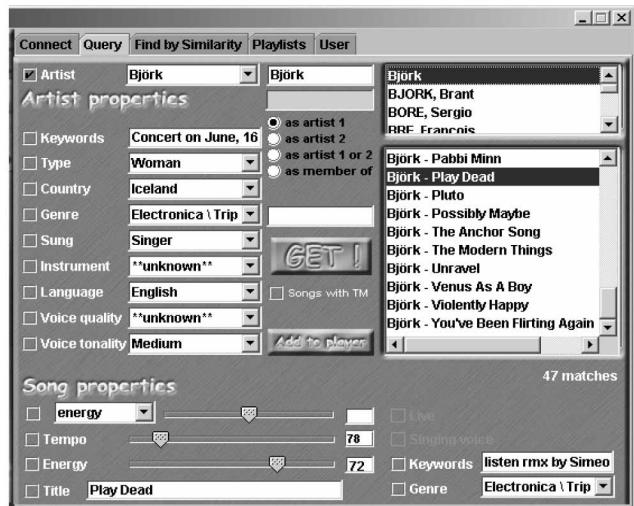 Connect Query Find by Similarity Playlists User
Artist Björk Björk
Artist properties
as artist 1
as artist 2
as artist 1 or 2
as member of
Keywords Concert on June, 16
Type Woman
Country Iceland
Genre Electronica \ Trip
Sung Singer
Instrument **unknown**
Language English
Voice quality **unknown**
Voice tonality Medium
GET !
Songs with TM
Add to player
Björk
BJORK, Brant
BORE, Sergio
BRE, Francois
Björk - Pabbi Minn
Björk - Play Dead
Björk - Pluto
Björk - Possibly Maybe
Björk - The Anchor Song
Björk - The Modern Things
Björk - Unravel
Björk - Venus As A Boy
Björk - Violently Happy
Björk - You've Been Flirting Again
47 matches
Song properties
energy
Tempo 78
Energy 72
Title Play Dead
Live
Singing voice
Keywords listen rmx by Simeo
Genre Electronica \ Trip